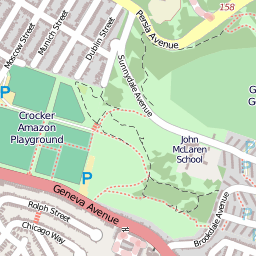 Moscow Street
Munich Street
Dublin Street
Persia Avenue
158
Sunnydale Avenue
P
G
G
Crocker
Amazon
Playground
John
McLaren
School
P
Geneva Avenue
Rolph Street
Chicago Way
Brookdale Avenue